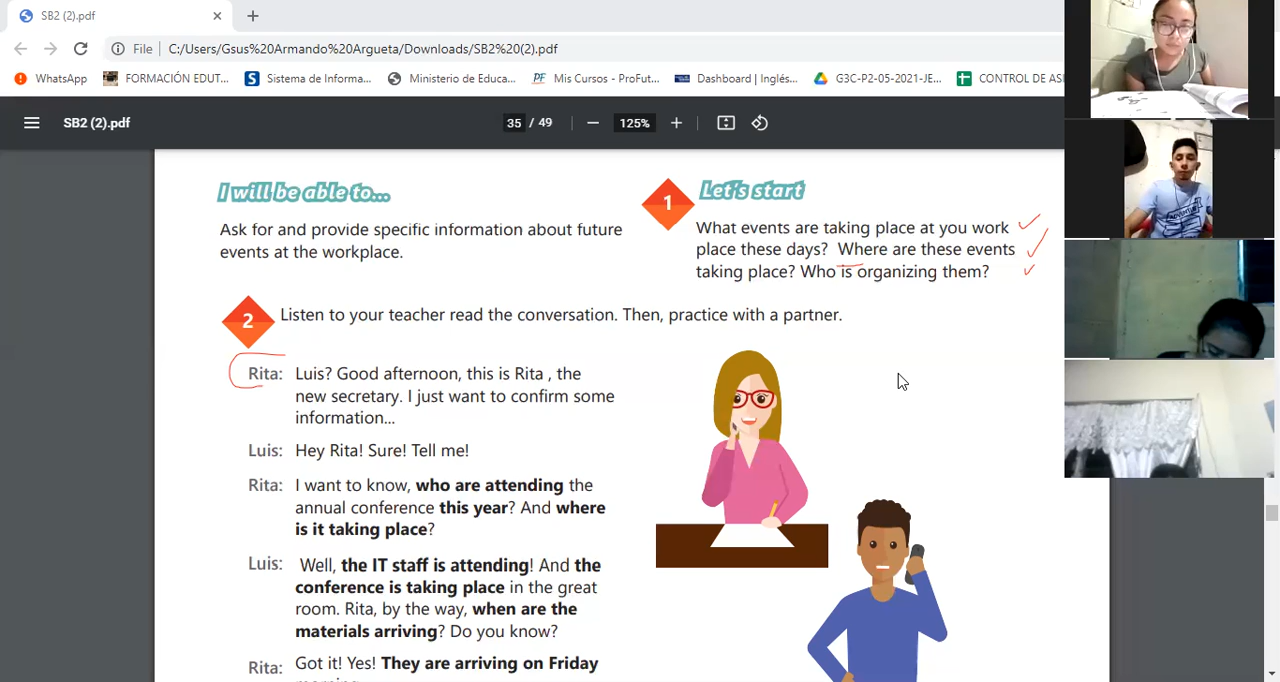 SB2 (2).pdf
File C:/Users/Gsus%20Armando%20Argueta/Downloads/SB2%20(2).pdf
WhatsApp FORMACIÓN EDUT... Sistema de Informa... Ministerio de Educa... PF Mis Cursos - ProFut... Dashboard | Inglés,... G3C-P2-05-2021-JE... CONTROL DE ASI
SB2 (2).pdf 35 / 49 125%
I will be able to...
Ask for and provide specific information about future
events at the workplace.
1 Let's start
What events are taking place at you work
place these days? Where are these events
taking place? Who is organizing them?
2 Listen to your teacher read the conversation. Then, practice with a partner.
Rita: Luis? Good afternoon, this is Rita , the
new secretary. I just want to confirm some
information...
Luis: Hey Rita! Sure! Tell me!
Rita: I want to know, who are attending the
annual conference this year? And where
is it taking place?
Luis: Well, the IT staff is attending! And the
conference is taking place in the great
room. Rita, by the way, when are the
materials arriving? Do you know?
Rita: Got it! Yes! They are arriving on Friday